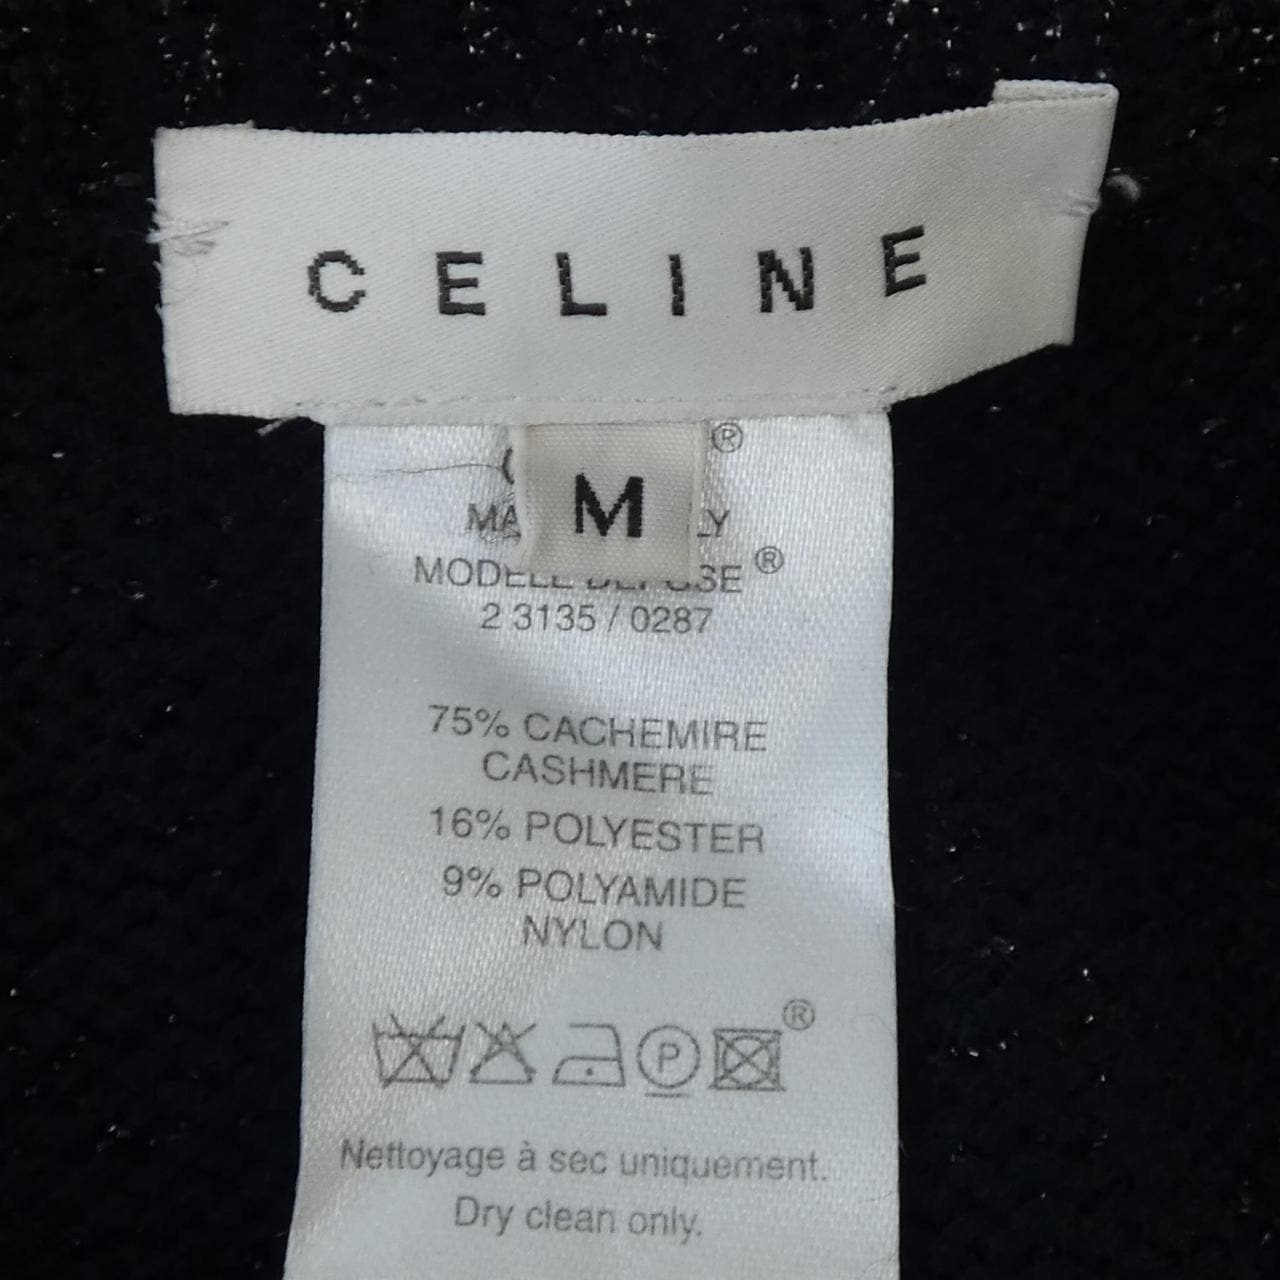 CELINE
M
®
MODELE DEPOSE ®
2 3135 / 0287
75% CACHEMIRE
CASHMERE
16% POLYESTER
9% POLYAMIDE
NYLON
P
®
Nettoyage à sec uniquement.
Dry clean only.